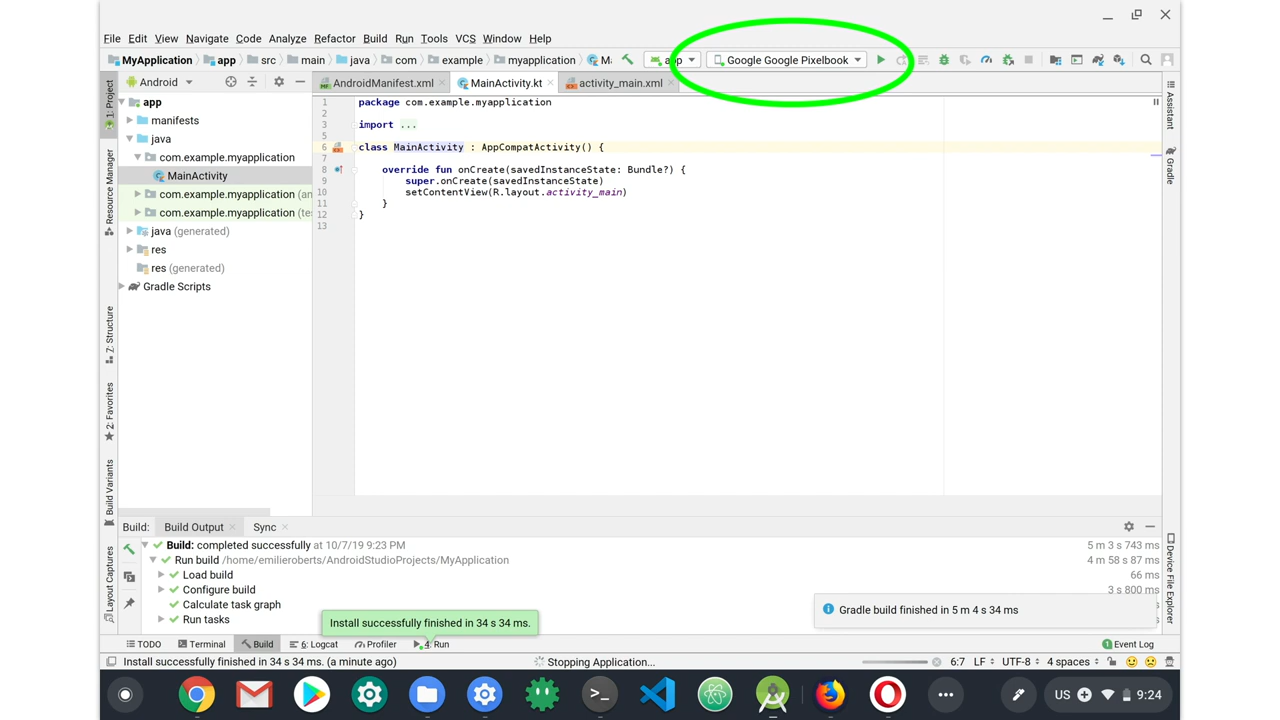 File Edit View Navigate Code Analyze Refactor Build Run Tools VCS Window Help
MyApplication app src main java com example myapplication M app Google Google Pixelbook
1: Project
Resource Manager
Z: Structure
2: Favorites
Build Variants
Layout Captures
Android
app
manifests
java
com.example.myapplication
MainActivity
com.example.myapplication (an
com.example.myapplication (tes
java (generated)
res
res (generated)
Gradle Scripts
AndroidManifest.xml MainActivity.kt activity_main.xml
1 package com.example.myapplication
2
3 import ...
5
6 class MainActivity : AppCompatActivity() {
7
8 override fun onCreate(savedInstanceState: Bundle?) {
9 super.onCreate(savedInstanceState)
10 setContentView(R.layout.activity_main)
11 }
12 }
13
Assistant
Gradle
Device File Explorer
Build: Build Output Sync
Build: completed successfully at 10/7/19 9:23 PM 5 m 3 s 743 ms
Run build /home/emilieroberts/AndroidStudioProjects/MyApplication 4 m 58 s 87 ms
Load build 66 ms
Configure build 3 s 800 ms
Calculate task graph
Run tasks
Install successfully finished in 34 s 34 ms.
Gradle build finished in 5 m 4 s 34 ms
TODO Terminal Build 6: Logcat Profiler 4: Run 1 Event Log
Install successfully finished in 34 s 34 ms. (a minute ago) Stopping Application... 6:7 LF UTF-8 4 spaces
US 9:24